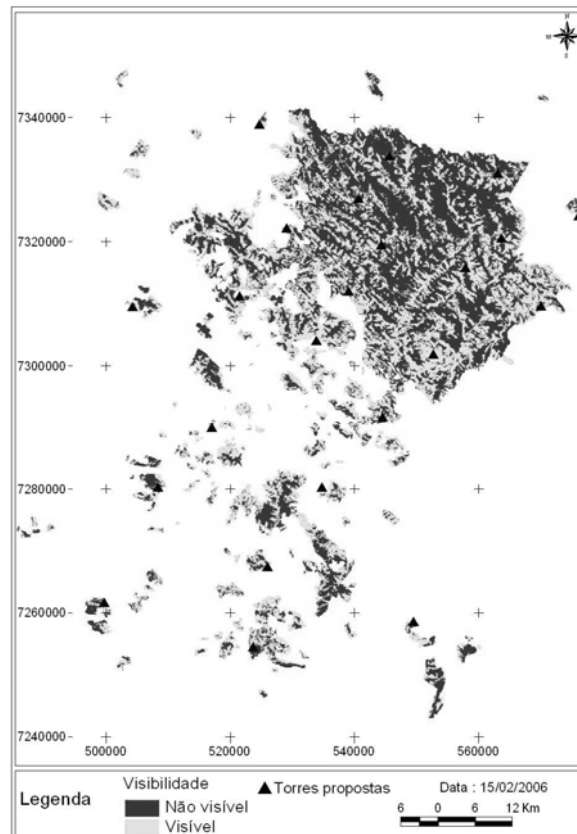 N
W
E
S
7340000
7320000
7300000
7280000
7260000
7240000
500000 520000 540000 560000
Legenda
Visibilidade
Não visível
Visível
Torres propostas
Data : 15/02/2006
6 0 6 12 Km